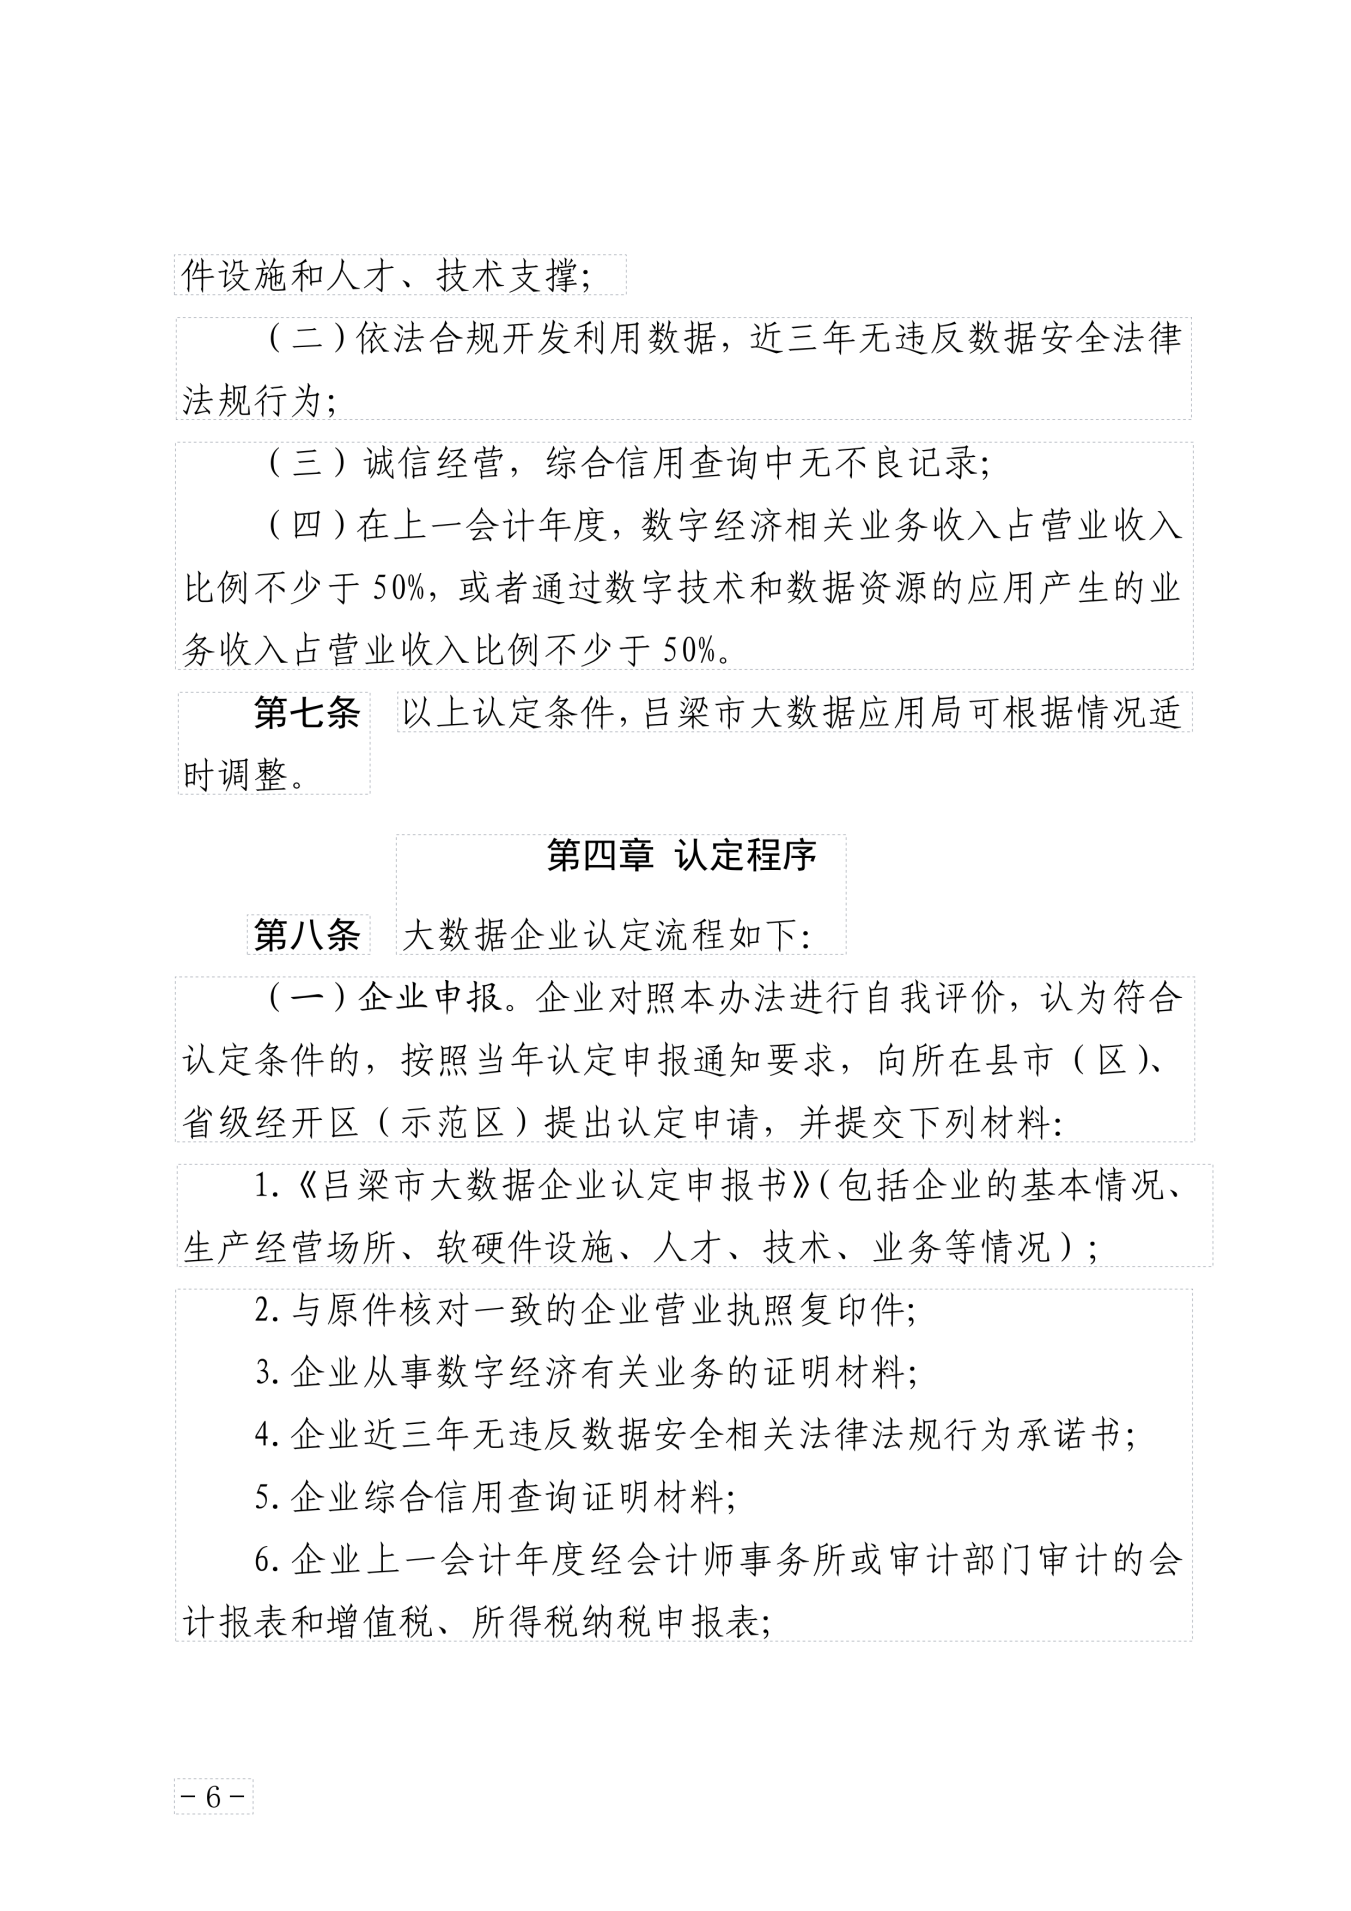 件设施和人才、技术支撑；
（二）依法合规开发利用数据，近三年无违反数据安全法律
法规行为；
（三）诚信经营，综合信用查询中无不良记录；
（四）在上一会计年度，数字经济相关业务收入占营业收入
比例不少于 50%，或者通过数字技术和数据资源的应用产生的业
务收入占营业收入比例不少于 50%。
第七条 以上认定条件，吕梁市大数据应用局可根据情况适
时调整。
第四章 认定程序
第八条 大数据企业认定流程如下：
（一）企业申报。企业对照本办法进行自我评价，认为符合
认定条件的，按照当年认定申报通知要求，向所在县市（区）、
省级经开区（示范区）提出认定申请，并提交下列材料：
1.《吕梁市大数据企业认定申报书》（包括企业的基本情况、
生产经营场所、软硬件设施、人才、技术、业务等情况）；
2. 与原件核对一致的企业营业执照复印件；
3. 企业从事数字经济有关业务的证明材料；
4. 企业近三年无违反数据安全相关法律法规行为承诺书；
5. 企业综合信用查询证明材料；
6. 企业上一会计年度经会计师事务所或审计部门审计的会
计报表和增值税、所得税纳税申报表；
－6－